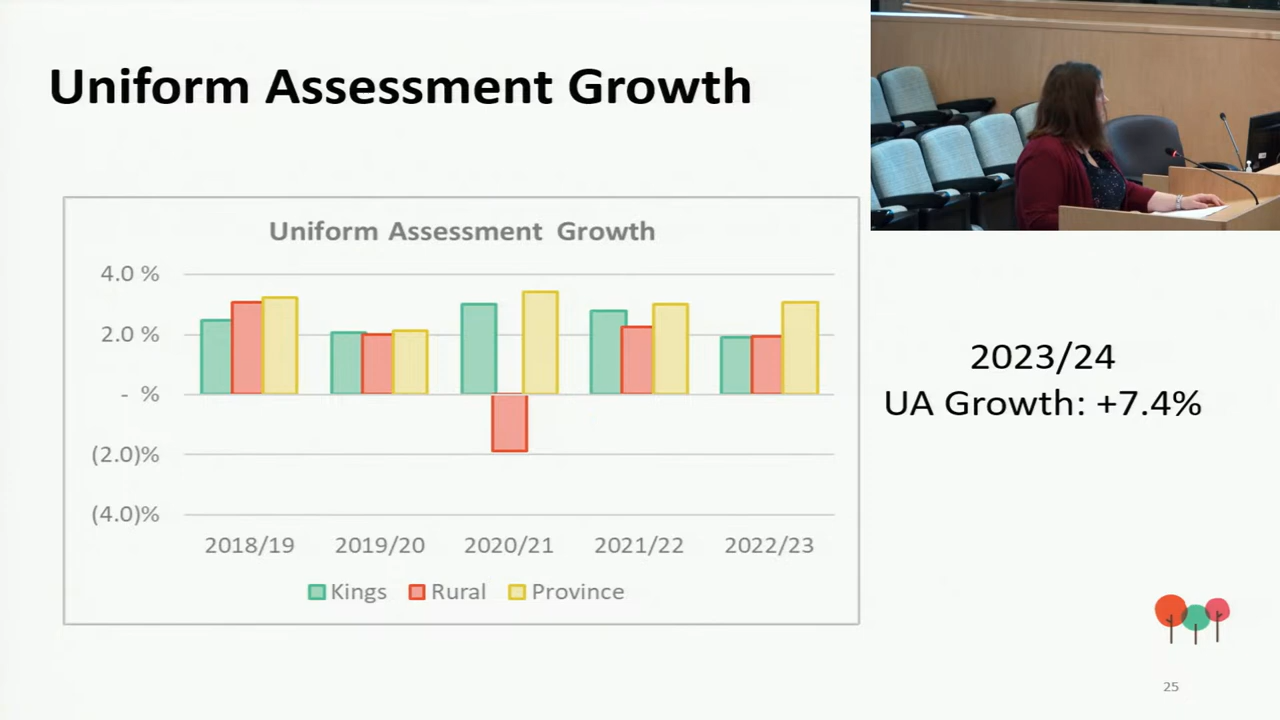 Uniform Assessment Growth
Uniform Assessment Growth
4.0 %
2.0 %
- %
(2.0)%
(4.0)%
2018/19 2019/20 2020/21 2021/22 2022/23
Kings Rural Province
2023/24
UA Growth: +7.4%
25